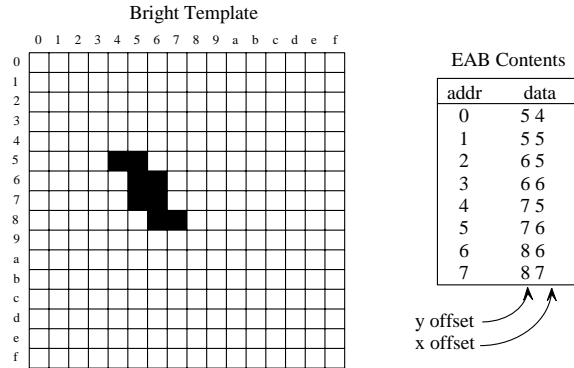 Bright Template
0 1 2 3 4 5 6 7 8 9 a b c d e f
0
1
2
3
4
5
6
7
8
9
a
b
c
d
e
f
EAB Contents
addr data
0 5 4
1 5 5
2 6 5
3 6 6
4 7 5
5 7 6
6 8 6
7 8 7
y offset
x offset